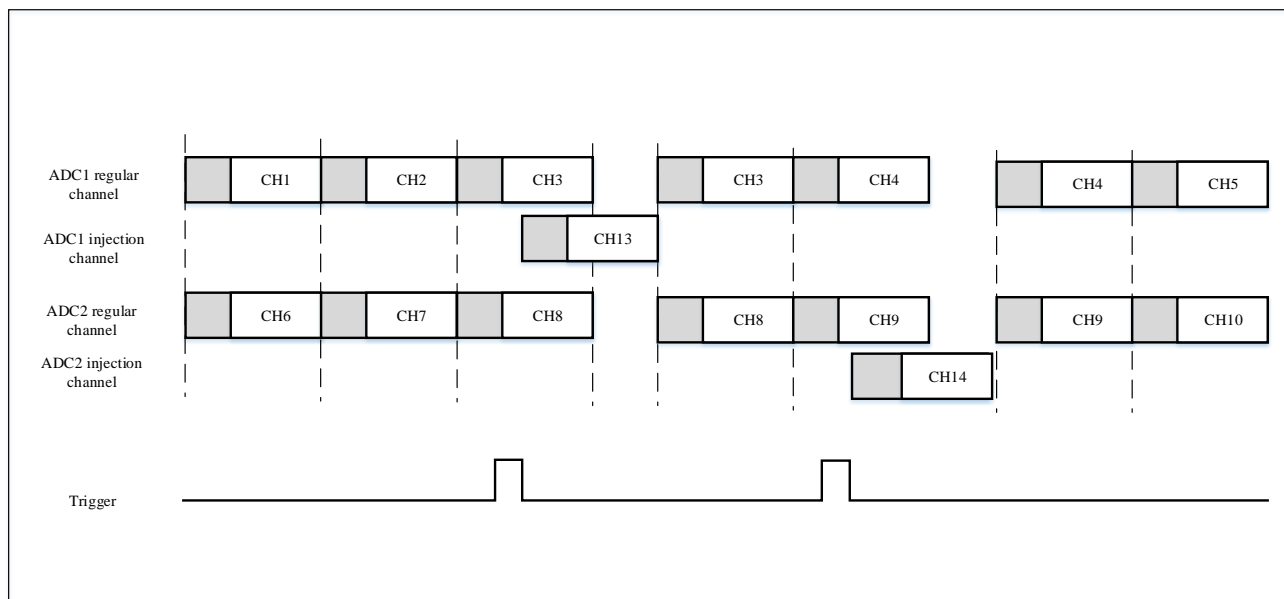 ADC1 regular
channel
CH1
CH2
CH3
CH3
CH4
CH4
CH5
ADC1 injection
channel
CH13
ADC2 regular
channel
CH6
CH7
CH8
CH8
CH9
CH9
CH10
ADC2 injection
channel
CH14
Trigger